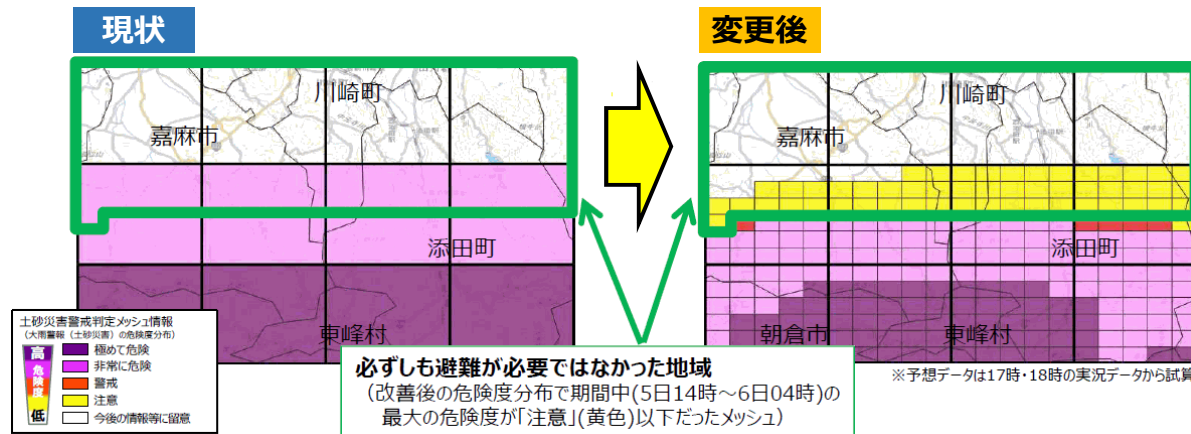 現状
変更後
川崎町
嘉麻市
添田町
東峰村
川崎町
嘉麻市
添田町
朝倉市
東峰村
土砂災害警戒判定メッシュ情報
(大雨警報(土砂災害)の危険度分布)
高
危険度
低
極めて危険
非常に危険
警戒
注意
今後の情報等に留意
必ずしも避難が必要ではなかった地域
(改善後の危険度分布で期間中(5日14時~6日04時)の
最大の危険度が「注意」(黄色)以下だったメッシュ)
※予想データは17時・18時の実況データから試算